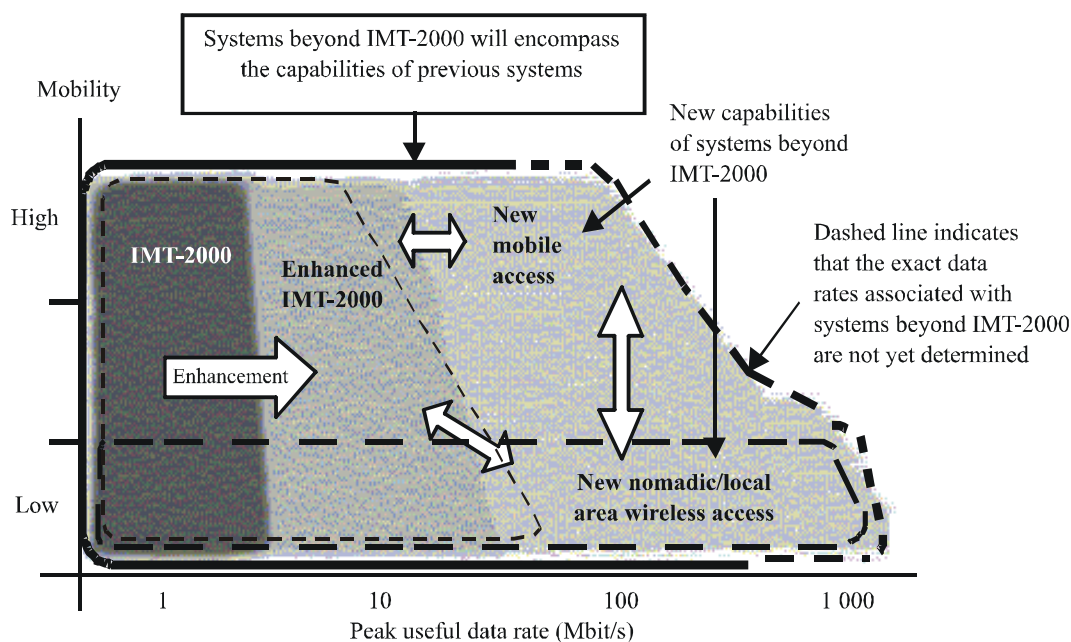 Systems beyond IMT-2000 will encompass
the capabilities of previous systems
Mobility
New capabilities
of systems beyond
IMT-2000
High
New
mobile
access
IMT-2000
Enhanced
IMT-2000
Dashed line indicates
that the exact data
rates associated with
systems beyond IMT-2000
are not yet determined
Enhancement
Low
New nomadic/local
area wireless access
1
10
100
1 000
Peak useful data rate (Mbit/s)